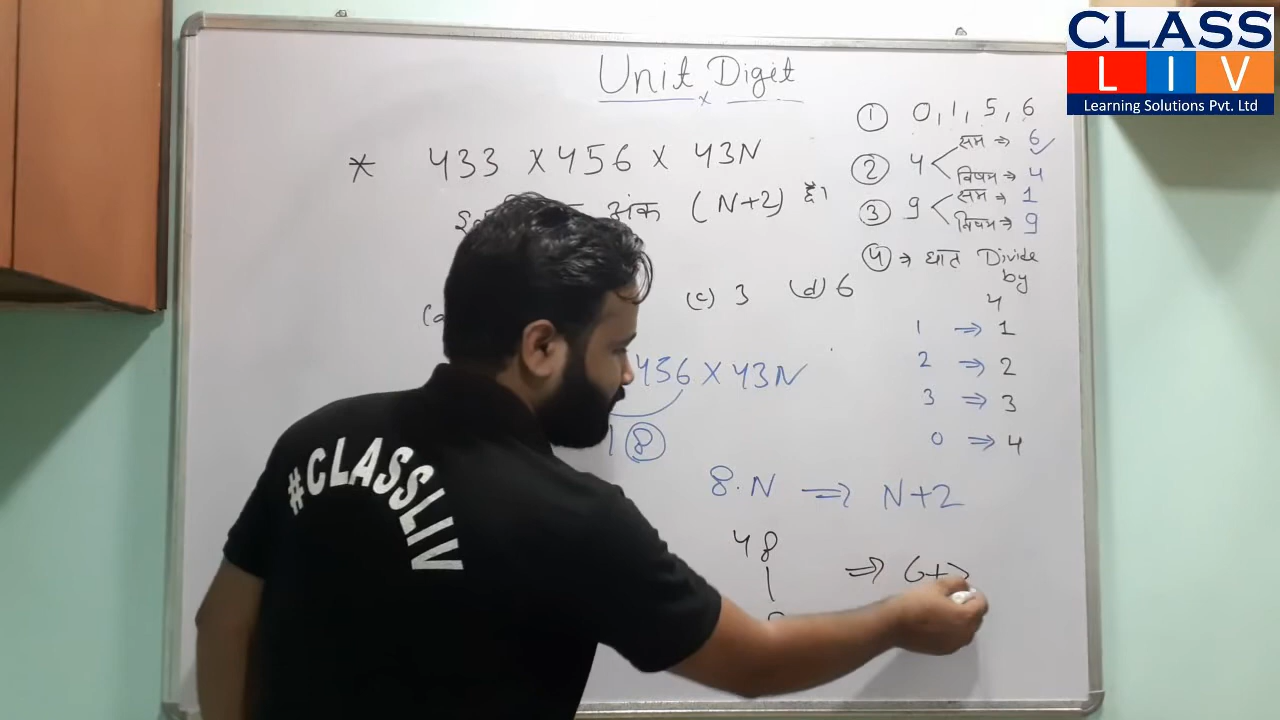 CLASS
LIV
Learning Solutions Pvt. Ltd
Unit Digit
* 433 × 456 × 43N
अंक (N+2) है।
(c) 3 (d) 6
456 × 43N
1 8
8.N ⇒ N+2
48
⇒ 6+2
① 0, 1, 5, 6
② 4 सम ⇒ 6
विषम ⇒ 4
③ 9 सम ⇒ 1
विषम ⇒ 9
④ ⇒ घात Divide
by
4
1 ⇒ 1
2 ⇒ 2
3 ⇒ 3
0 ⇒ 4
#CLASSLIV